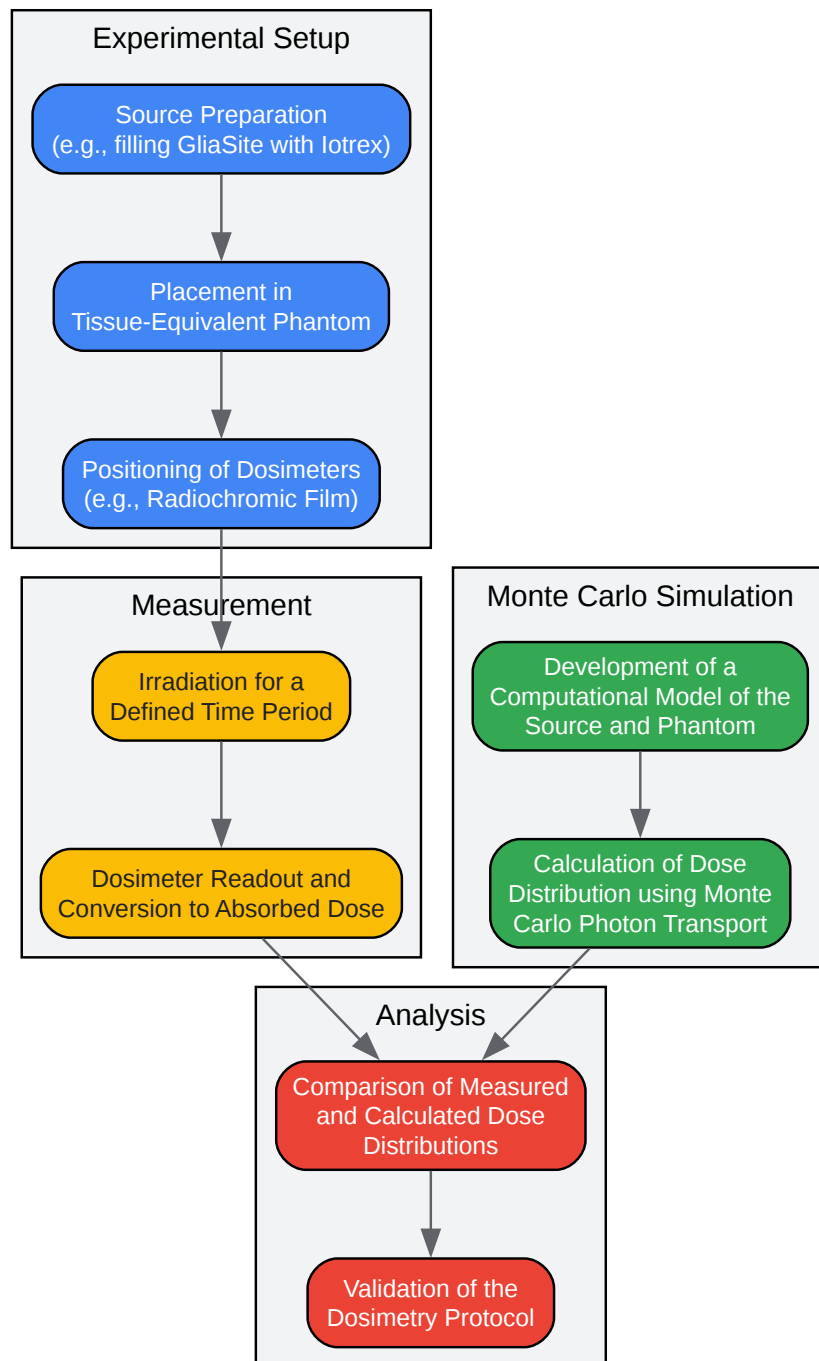 Experimental Setup
Source Preparation
(e.g., filling GliaSite with Iotrex)
Placement in
Tissue-Equivalent Phantom
Positioning of Dosimeters
(e.g., Radiochromic Film)
Measurement
Irradiation for a
Defined Time Period
Dosimeter Readout and
Conversion to Absorbed Dose
Monte Carlo Simulation
Development of a
Computational Model of the
Source and Phantom
Calculation of Dose
Distribution using Monte
Carlo Photon Transport
Analysis
Comparison of Measured
and Calculated Dose
Distributions
Validation of the
Dosimetry Protocol